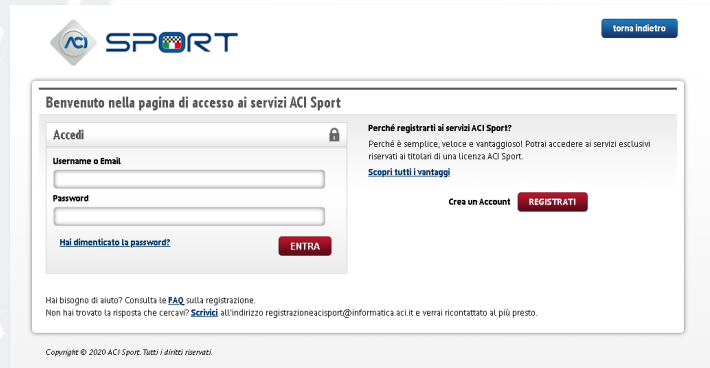 ACI SPORT
torna indietro
Benvenuto nella pagina di accesso ai servizi ACI Sport
Accedi
Username o Email
Password
Hai dimenticato la password?
ENTRA
Perché registrarti ai servizi ACI Sport?
Perché è semplice, veloce e vantaggioso! Potrai accedere ai servizi esclusivi
riservati ai titolari di una licenza ACI Sport.
Scopri tutti i vantaggi
Crea un Account REGISTRATI
Hai bisogno di aiuto? Consulta le FAQ sulla registrazione.
Non hai trovato la risposta che cercavi? Scrivici all'indirizzo registrazioneacisport@informatica.aci.it e verrai ricontattato al più presto.
Copyright © 2020 ACI Sport. Tutti i diritti riservati.